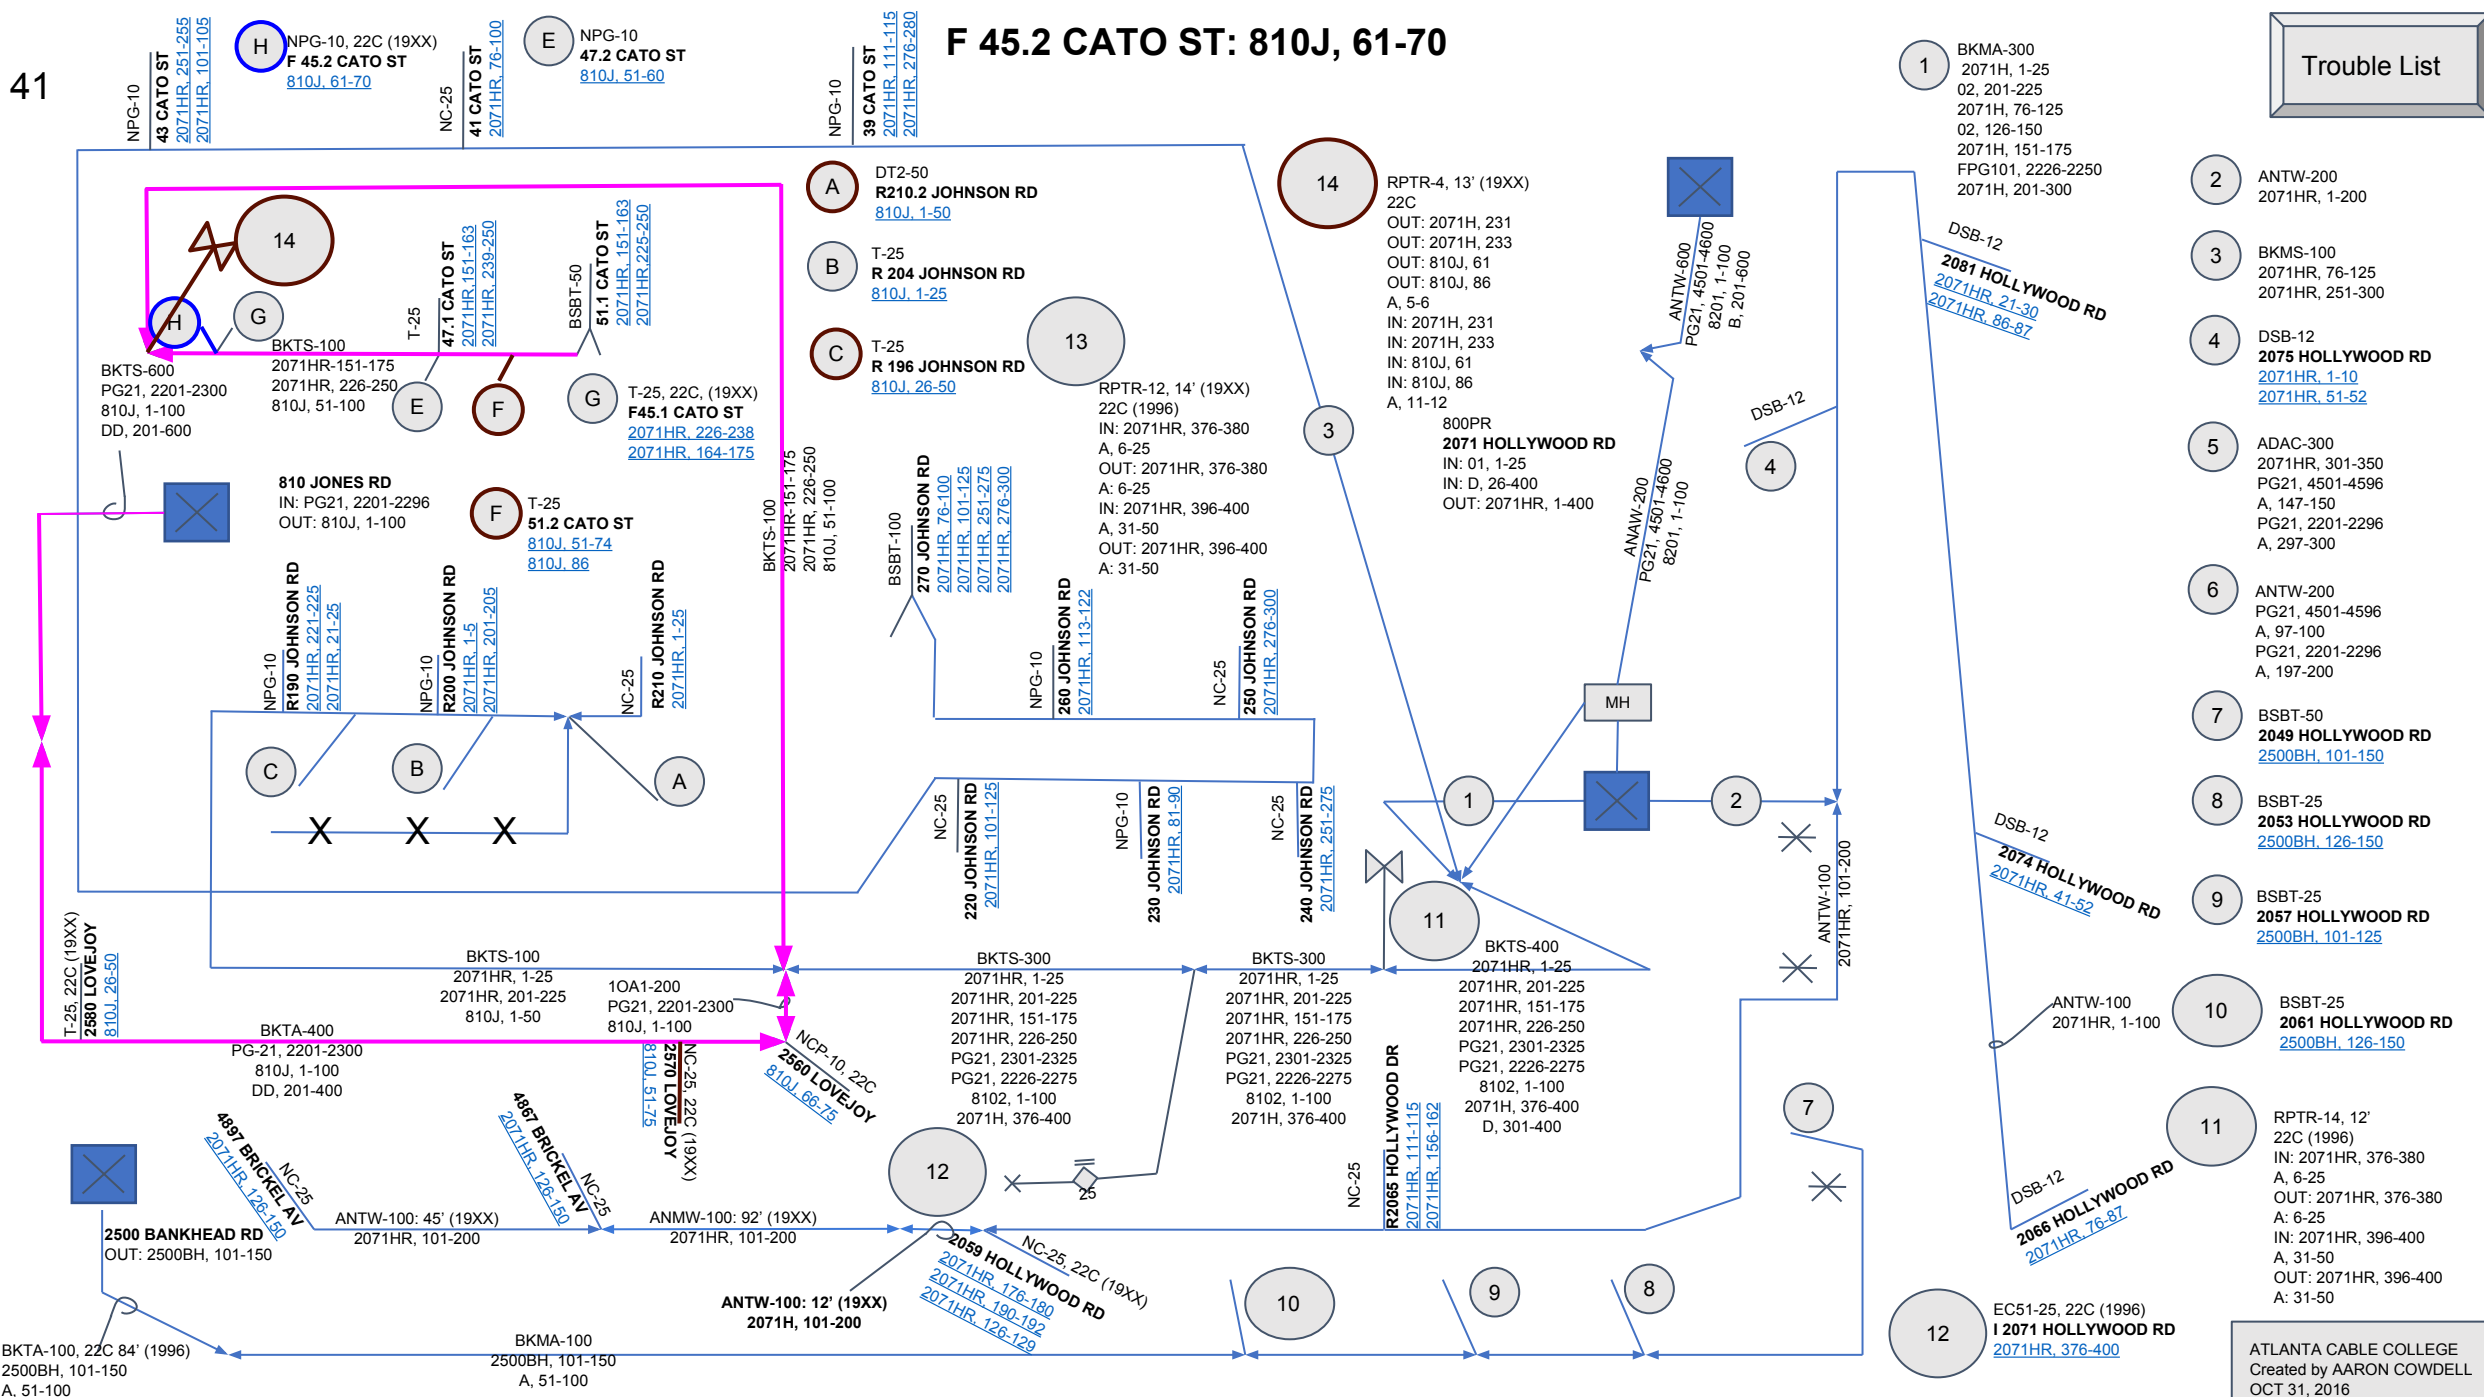 41
F 45.2 CATO ST: 810J, 61-70
Trouble List
NPG-10
43 CATO ST
2071HR, 251-255
2071HR, 101-105
H
NPG-10, 22C (19XX)
F 45.2 CATO ST
810J, 61-70
NC-25
41 CATO ST
2071HR, 76-100
E
NPG-10
47.2 CATO ST
810J, 51-60
NPG-10
39 CATO ST
2071HR, 111-115
2071HR, 276-280
14
H
G
BKTS-600
PG21, 2201-2300
810J, 1-100
DD, 201-600
BKTS-100
2071HR-151-175
2071HR, 226-250
810J, 51-100
T-25
47.1 CATO ST
2071HR,151-163
2071HR, 239-250
BSBT-50
51.1 CATO ST
2071HR, 151-163
2071HR,225-250
E
F
G
T-25, 22C, (19XX)
F45.1 CATO ST
2071HR, 226-238
2071HR, 164-175
810 JONES RD
IN: PG21, 2201-2296
OUT: 810J, 1-100
F
T-25
51.2 CATO ST
810J, 51-74
810J, 86
BKTS-100
2071HR-151-175
2071HR, 226-250
810J, 51-100
A
DT2-50
R210.2 JOHNSON RD
810J, 1-50
B
T-25
R 204 JOHNSON RD
810J, 1-25
C
T-25
R 196 JOHNSON RD
810J, 26-50
13
RPTR-12, 14’ (19XX)
22C (1996)
IN: 2071HR, 376-380
A, 6-25
OUT: 2071HR, 376-380
A: 6-25
IN: 2071HR, 396-400
A, 31-50
OUT: 2071HR, 396-400
A: 31-50
14
RPTR-4, 13’ (19XX)
22C
OUT: 2071H, 231
OUT: 2071H, 233
OUT: 810J, 61
OUT: 810J, 86
A, 5-6
IN: 2071H, 231
IN: 2071H, 233
IN: 810J, 61
IN: 810J, 86
A, 11-12
800PR
2071 HOLLYWOOD RD
IN: 01, 1-25
IN: D, 26-400
OUT: 2071HR, 1-400
3
ANTW-600
PG21, 4501-4600
8201, 1-100
B, 201-600
ANAW-200
PG21, 4501-4600
8201, 1-100
MH
1
2
11
4
DSB-12
DSB-12
2081 HOLLYWOOD RD
2071HR, 21-30
2071HR, 86-87
DSB-12
2074 HOLLYWOOD RD
2071HR, 41-52
ANTW-100
2071HR, 1-100
DSB-12
2066 HOLLYWOOD RD
2071HR, 76-87
ANTW-100
2071HR, 101-200
1
BKMA-300
2071H, 1-25
02, 201-225
2071H, 76-125
02, 126-150
2071H, 151-175
FPG101, 2226-2250
2071H, 201-300
2
ANTW-200
2071HR, 1-200
3
BKMS-100
2071HR, 76-125
2071HR, 251-300
4
DSB-12
2075 HOLLYWOOD RD
2071HR, 1-10
2071HR, 51-52
5
ADAC-300
2071HR, 301-350
PG21, 4501-4596
A, 147-150
PG21, 2201-2296
A, 297-300
6
ANTW-200
PG21, 4501-4596
A, 97-100
PG21, 2201-2296
A, 197-200
7
BSBT-50
2049 HOLLYWOOD RD
2500BH, 101-150
8
BSBT-25
2053 HOLLYWOOD RD
2500BH, 126-150
9
BSBT-25
2057 HOLLYWOOD RD
2500BH, 101-125
10
BSBT-25
2061 HOLLYWOOD RD
2500BH, 126-150
11
RPTR-14, 12’
22C (1996)
IN: 2071HR, 376-380
A, 6-25
OUT: 2071HR, 376-380
A: 6-25
IN: 2071HR, 396-400
A, 31-50
OUT: 2071HR, 396-400
A: 31-50
12
EC51-25, 22C (1996)
I 2071 HOLLYWOOD RD
2071HR, 376-400
NPG-10
R190 JOHNSON RD
2071HR, 221-225
2071HR, 21-25
NPG-10
R200 JOHNSON RD
2071HR, 1-5
2071HR, 201-205
NC-25
R210 JOHNSON RD
2071HR, 1-25
C
B
A
X X X
BSBT-100
270 JOHNSON RD
2071HR, 76-100
2071HR, 101-125
2071HR, 251-275
2071HR, 276-300
NPG-10
260 JOHNSON RD
2071HR, 113-122
NC-25
250 JOHNSON RD
2071HR, 276-300
NC-25
220 JOHNSON RD
2071HR, 101-125
NPG-10
230 JOHNSON RD
2071HR, 81-90
NC-25
240 JOHNSON RD
2071HR, 251-275
T-25, 22C (19XX)
2580 LOVEJOY
810J, 26-50
BKTS-100
2071HR, 1-25
2071HR, 201-225
810J, 1-50
1OA1-200
PG21, 2201-2300
810J, 1-100
BKTA-400
PG-21, 2201-2300
810J, 1-100
DD, 201-400
NC-25, 22C (19XX)
2570 LOVEJOY
810J, 51-75
NCP-10, 22C
2560 LOVEJOY
810J, 66-75
BKTS-300
2071HR, 1-25
2071HR, 201-225
2071HR, 151-175
2071HR, 226-250
PG21, 2301-2325
PG21, 2226-2275
8102, 1-100
2071H, 376-400
BKTS-300
2071HR, 1-25
2071HR, 201-225
2071HR, 151-175
2071HR, 226-250
PG21, 2301-2325
PG21, 2226-2275
8102, 1-100
2071H, 376-400
BKTS-400
2071HR, 1-25
2071HR, 201-225
2071HR, 151-175
2071HR, 226-250
PG21, 2301-2325
PG21, 2226-2275
8102, 1-100
2071H, 376-400
D, 301-400
12
25
NC-25
R2065 HOLLYWOOD DR
2071HR, 111-115
2071HR, 156-162
7
2500 BANKHEAD RD
OUT: 2500BH, 101-150
NC-25
4897 BRICKEL AV
2071HR, 126-150
NC-25
4867 BRICKEL AV
2071HR, 126-150
ANTW-100: 45’ (19XX)
2071HR, 101-200
ANMW-100: 92’ (19XX)
2071HR, 101-200
ANTW-100: 12’ (19XX)
2071H, 101-200
NC-25, 22C (19XX)
2059 HOLLYWOOD RD
2071HR, 176-180
2071HR, 190-192
2071HR, 126-129
10
9
8
BKTA-100, 22C 84’ (1996)
2500BH, 101-150
A, 51-100
BKMA-100
2500BH, 101-150
A, 51-100
ATLANTA CABLE COLLEGE
Created by AARON COWDELL
OCT 31, 2016